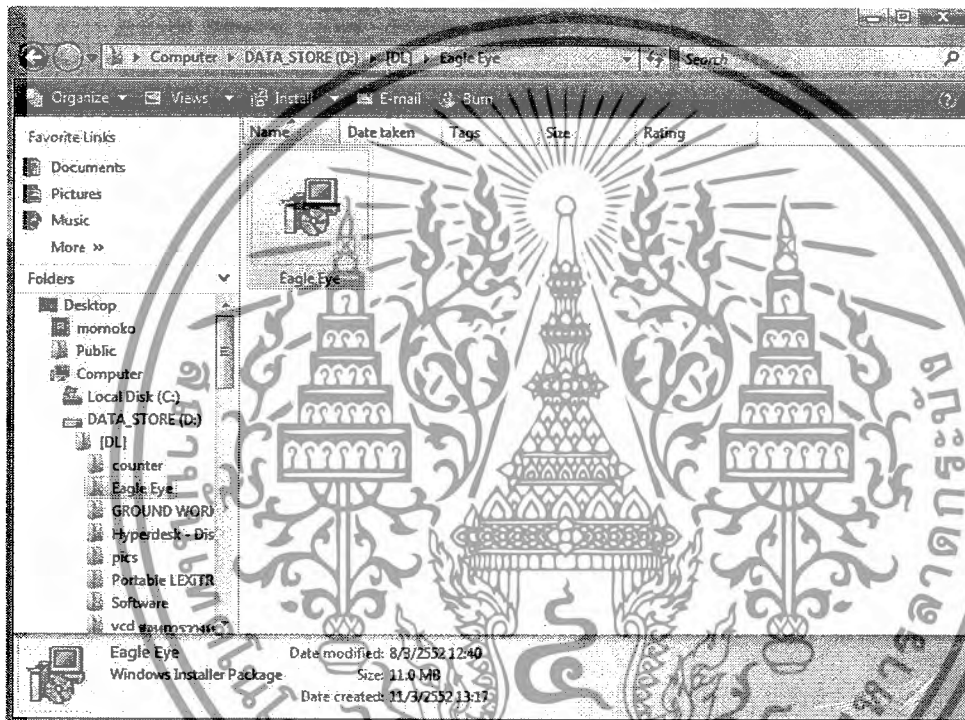 Computer ▸ DATA_STORE (D:) ▸ [DL] ▸ Eagle Eye
Search
Organize Views Install E-mail Burn
Favorite Links
Documents
Pictures
Music
More »
Folders
Desktop
momoko
Public
Computer
Local Disk (C:)
DATA_STORE (D:)
[DL]
counter
Eagle Eye
GROUND WORK
Hyperdesk - Dis
pics
Portable LEXiTR
Software
vcd
Name Date taken Tags Size Rating
Eagle Eye
Eagle Eye
Windows Installer Package
Date modified: 8/3/2552 12:40
Size: 11.0 MB
Date created: 11/3/2552 13:17